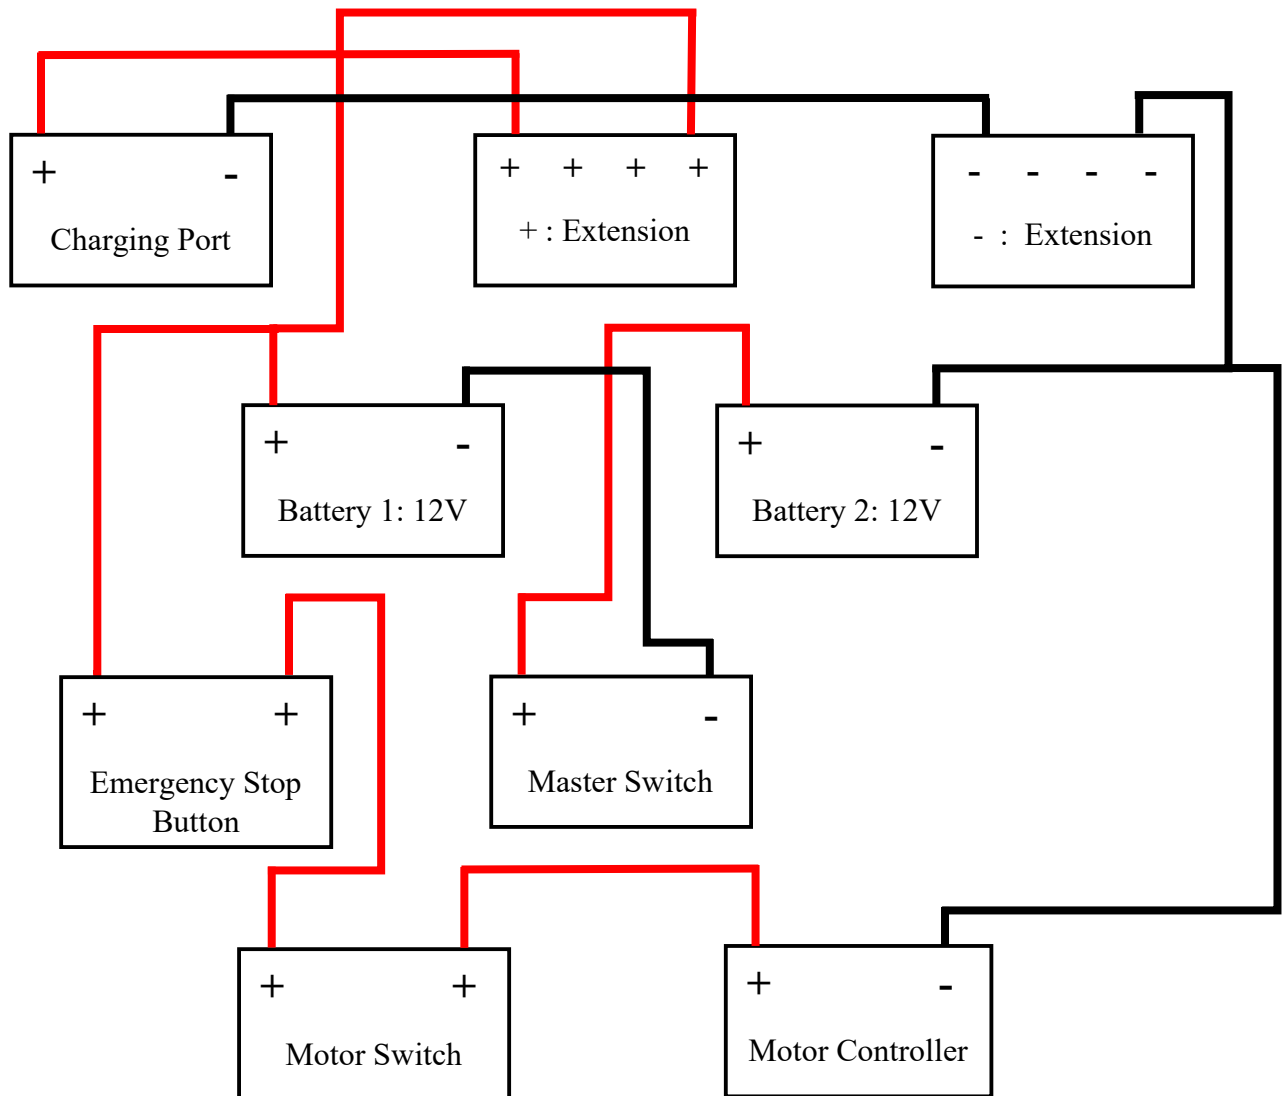 + -
Charging Port
+ + + +
+ : Extension
- - - -
- : Extension
+ -
Battery 1: 12V
+ -
Battery 2: 12V
+ +
Emergency Stop
Button
+ -
Master Switch
+ +
Motor Switch
+ -
Motor Controller